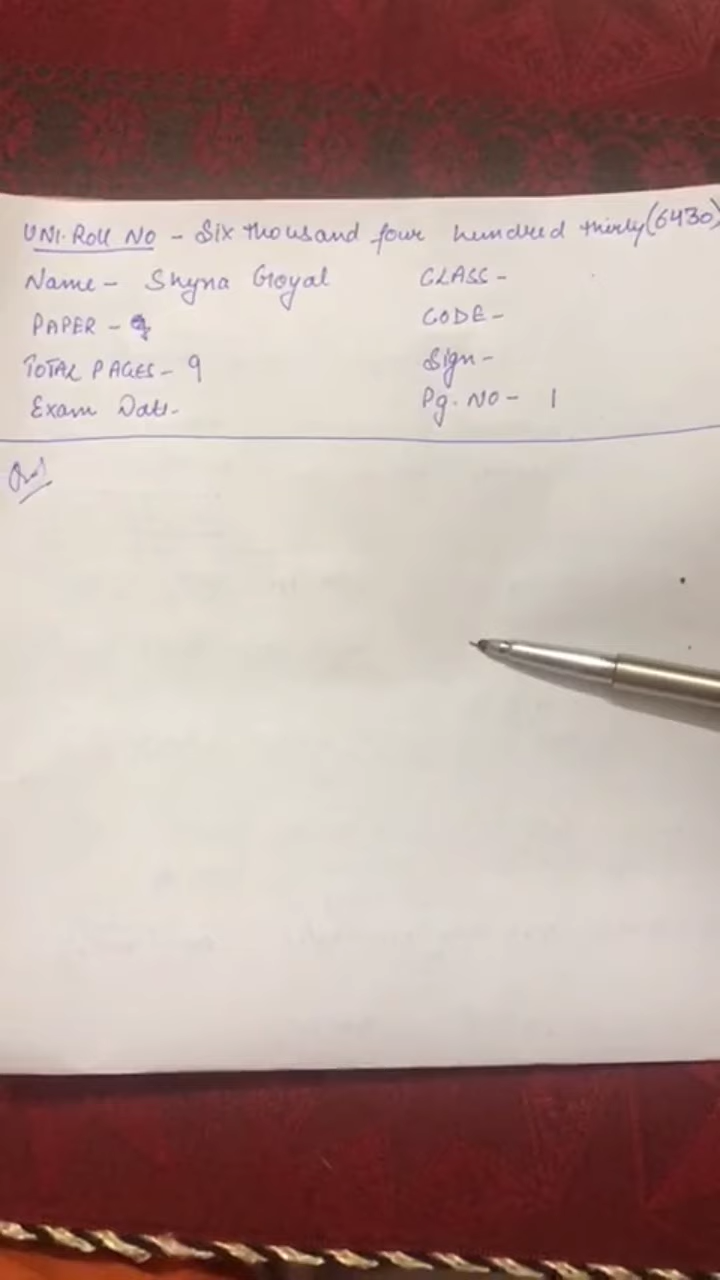 UNI. Roll NO - Six thousand four hundred thirty (6430)
Name - Shyna Goyal CLASS -
PAPER - CODE -
TOTAL PAGES - 9 Sign -
Exam Date - Pg. NO - 1